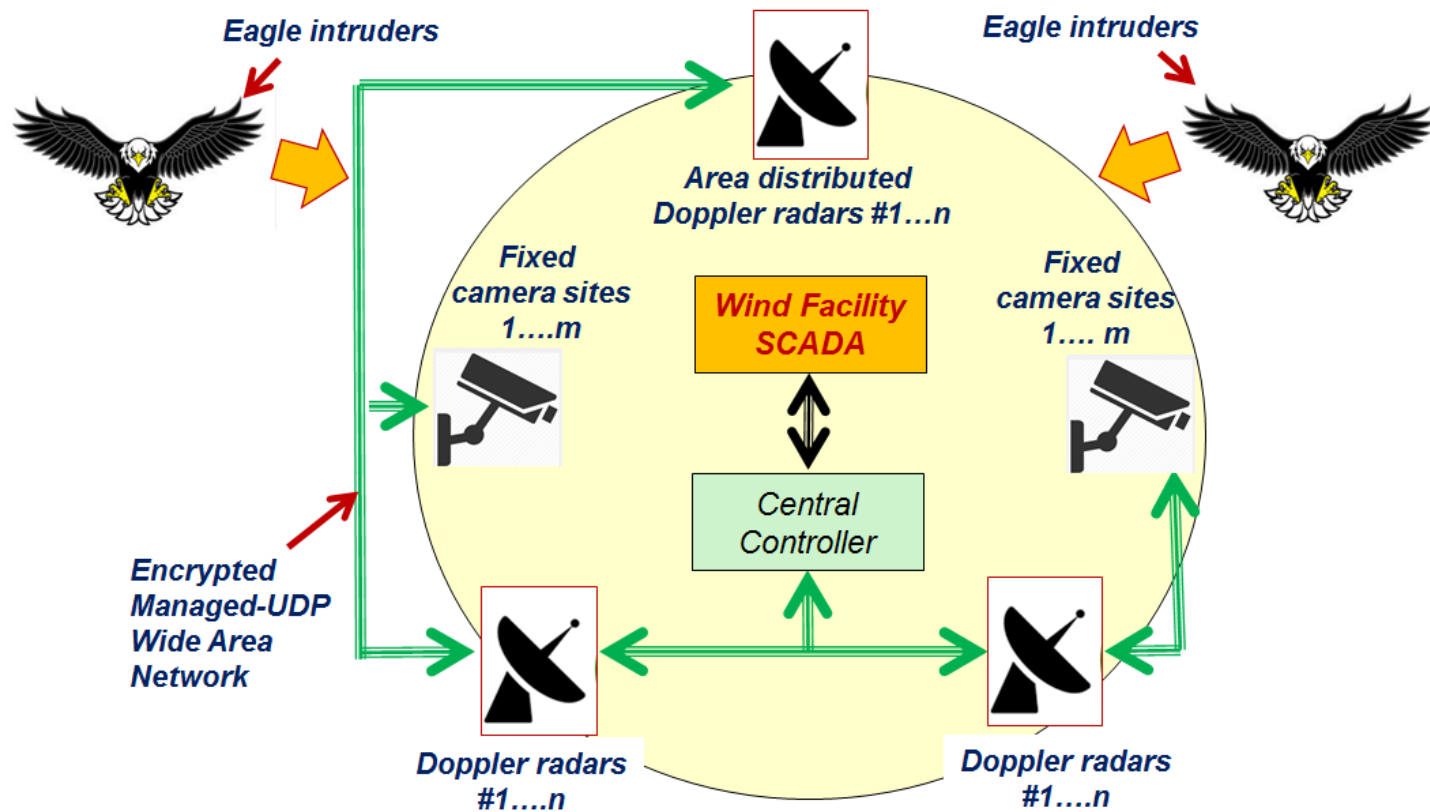 Eagle intruders
Eagle intruders
Area distributed
Doppler radars #1…n
Fixed
camera sites
1….m
Fixed
camera sites
1…. m
Wind Facility
SCADA
Central
Controller
Encrypted
Managed-UDP
Wide Area
Network
Doppler radars
#1….n
Doppler radars
#1….n